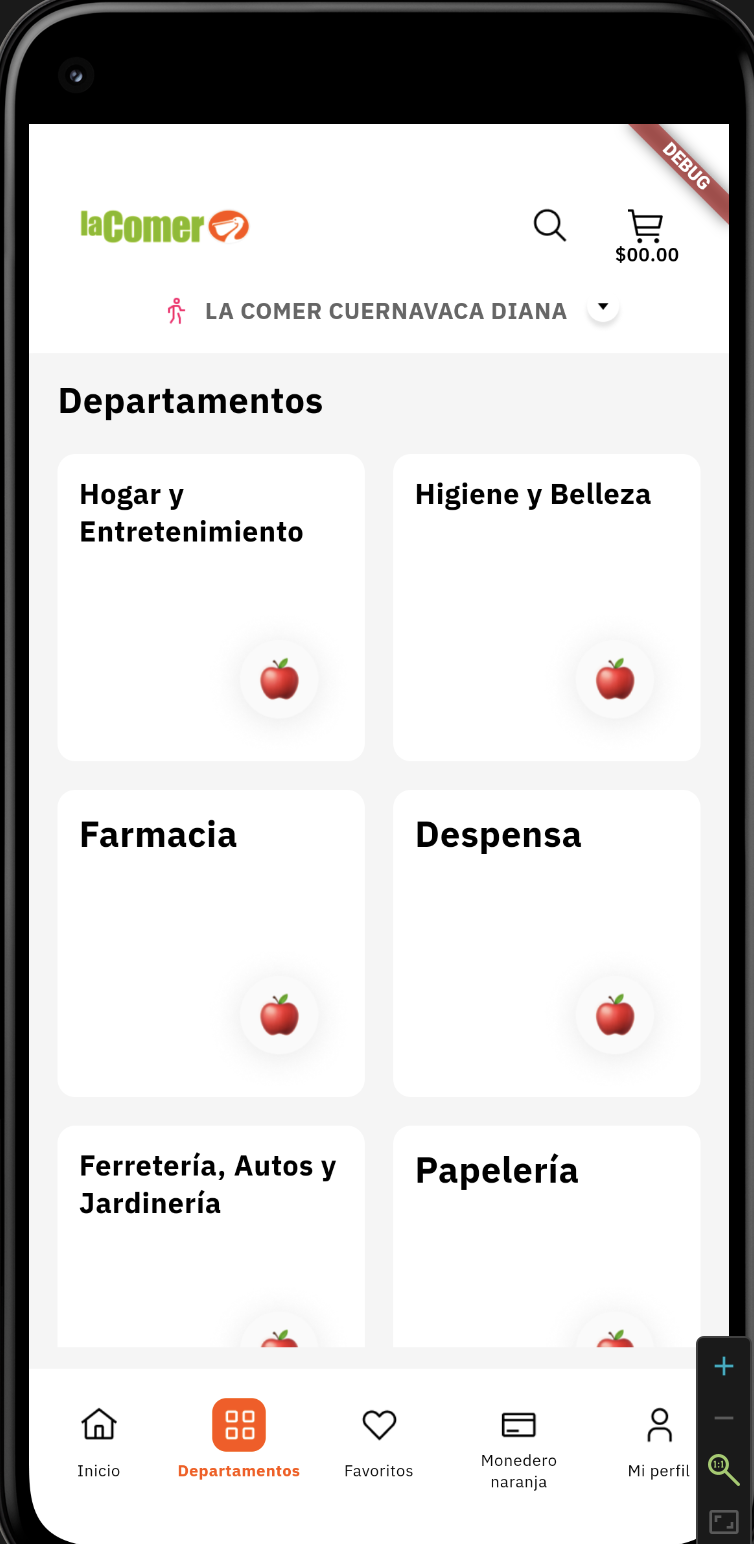 DEBUG
laComer
$00.00
LA COMER CUERNAVACA DIANA
Departamentos
Hogar y
Entretenimiento
Higiene y Belleza
Farmacia
Despensa
Ferretería, Autos y
Jardinería
Papelería
Inicio
Departamentos
Favoritos
Monedero
naranja
Mi perfil
1:1